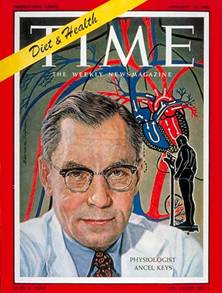 Diet & Health
TIME
THE WEEKLY NEWSMAGAZINE
PHYSIOLOGIST
ANCEL KEYS